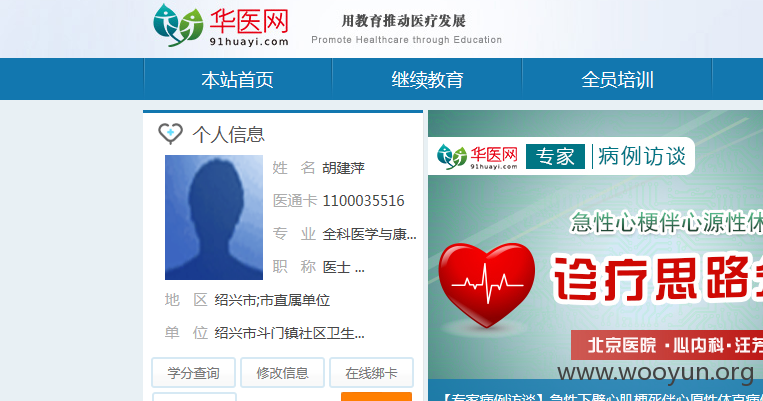 华医网
91huayi.com
用教育推动医疗发展
Promote Healthcare through Education
本站首页 继续教育 全员培训
个人信息
姓 名 胡建萍
医通卡 1100035516
专 业 全科医学与康...
职 称 医士 ...
地 区 绍兴市;市直属单位
单 位 绍兴市斗门镇社区卫生...
学分查询 修改信息 在线绑卡
华医网
91huayi.com
专家 病例访谈
急性心梗伴心源性休
诊疗思路
北京医院·心内科·汪芳
www.wooyun.org
【专家病例访谈】急性下壁心肌梗死伴心源性休克病